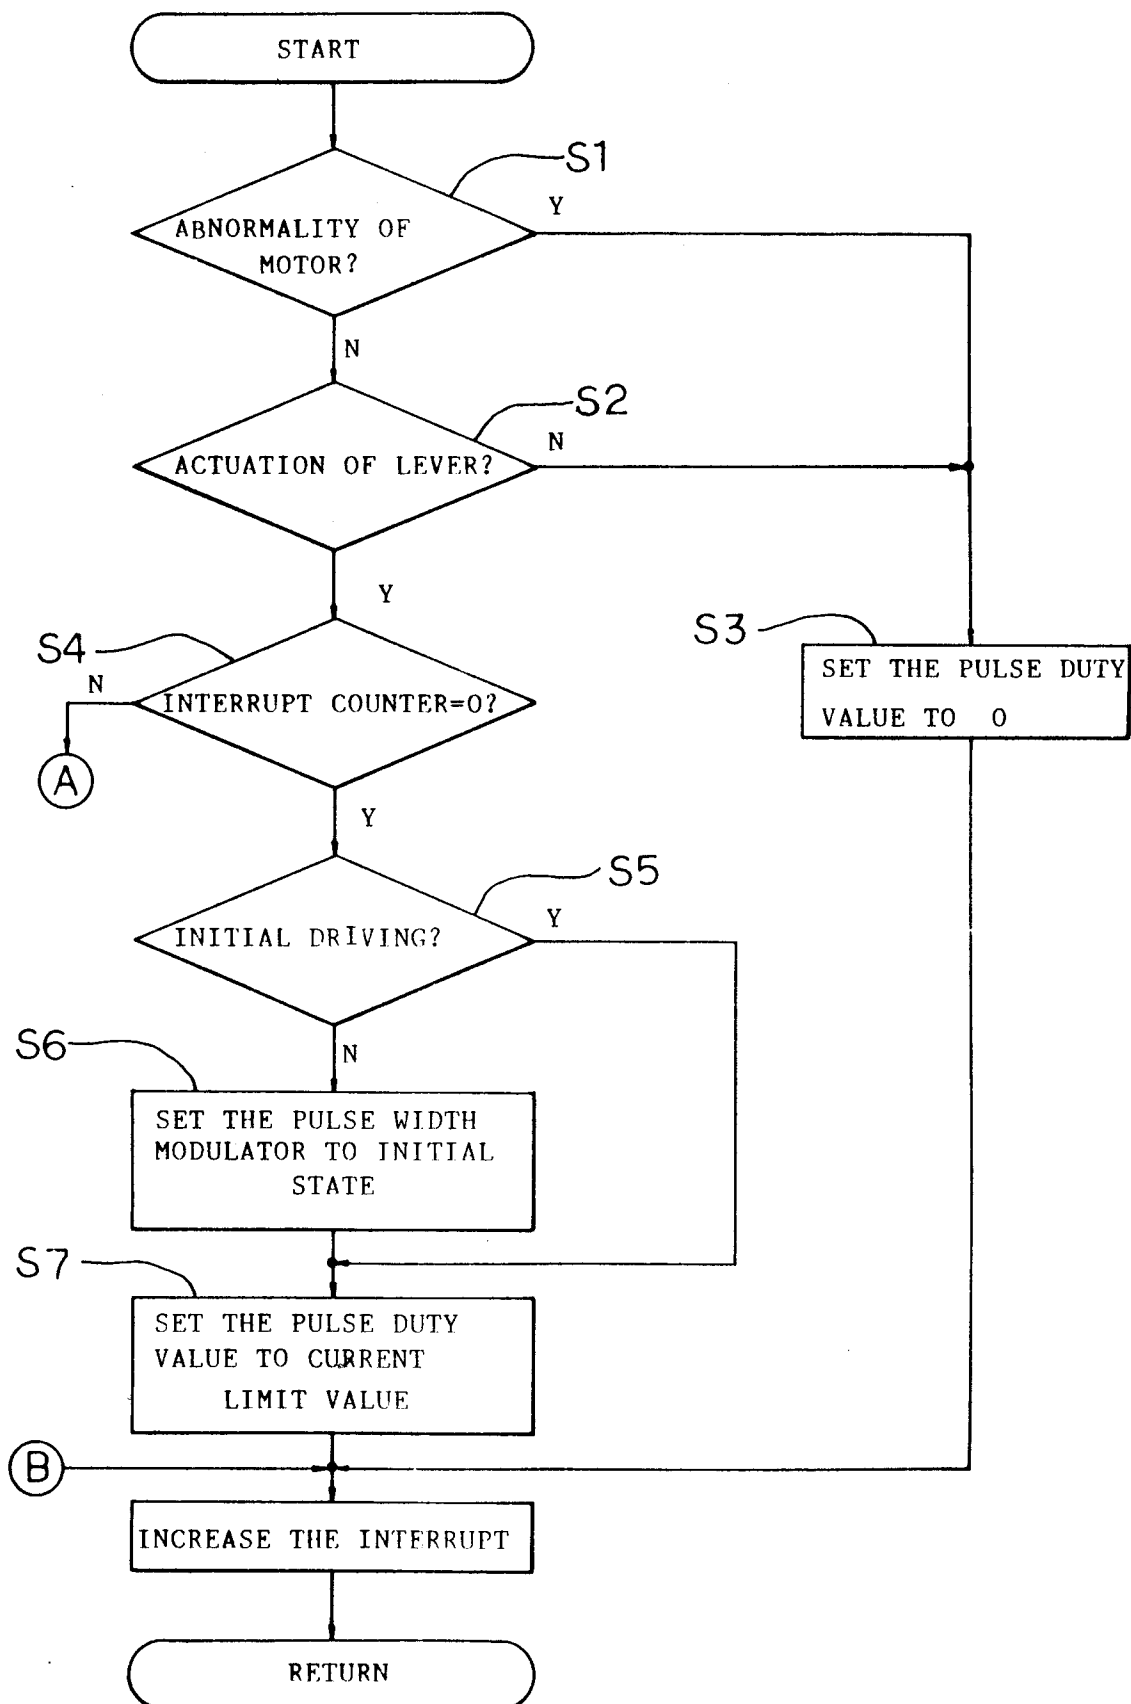 START
S1
Y
ABNORMALITY OF
MOTOR?
N
S2
N
ACTUATION OF LEVER?
Y
S4
S3
N
INTERRUPT COUNTER=0?
SET THE PULSE DUTY
VALUE TO 0
A
Y
S5
Y
INITIAL DRIVING?
S6
N
SET THE PULSE WIDTH
MODULATOR TO INITIAL
STATE
S7
SET THE PULSE DUTY
VALUE TO CURRENT
LIMIT VALUE
B
INCREASE THE INTERRUPT
RETURN